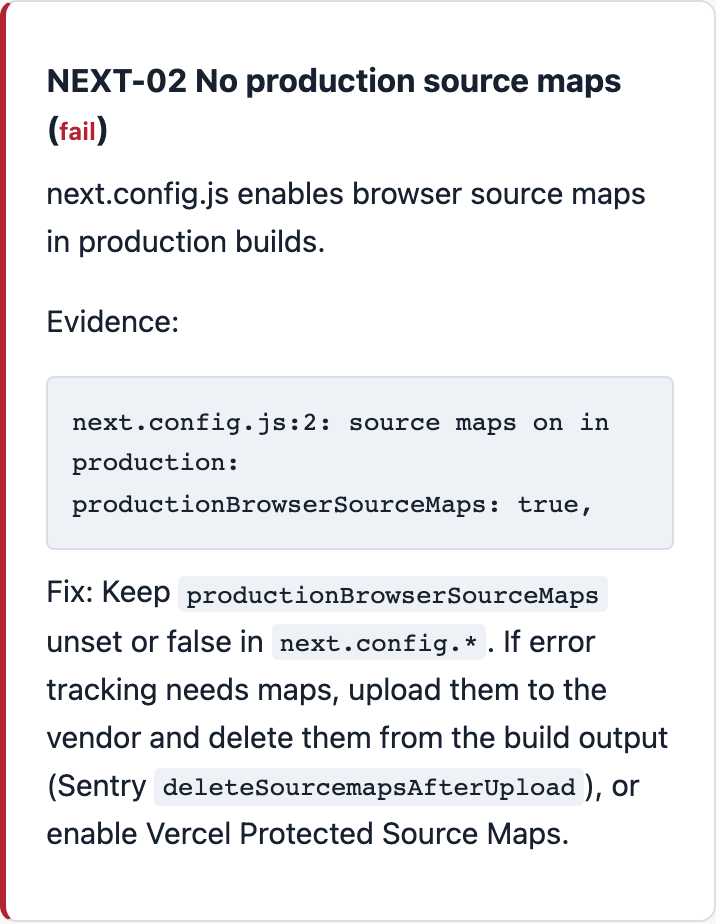 NEXT-02 No production source maps
(fail)
next.config.js enables browser source maps
in production builds.
Evidence:
next.config.js:2: source maps on in
production:
productionBrowserSourceMaps: true,
Fix: Keep productionBrowserSourceMaps
unset or false in next.config.*. If error
tracking needs maps, upload them to the
vendor and delete them from the build output
(Sentry deleteSourcemapsAfterUpload), or
enable Vercel Protected Source Maps.